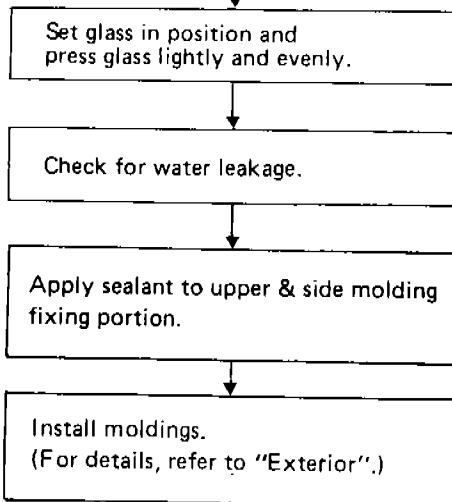 Set glass in position and
press glass lightly and evenly.
Check for water leakage.
Apply sealant to upper & side molding
fixing portion.
Install moldings.
(For details, refer to "Exterior".)